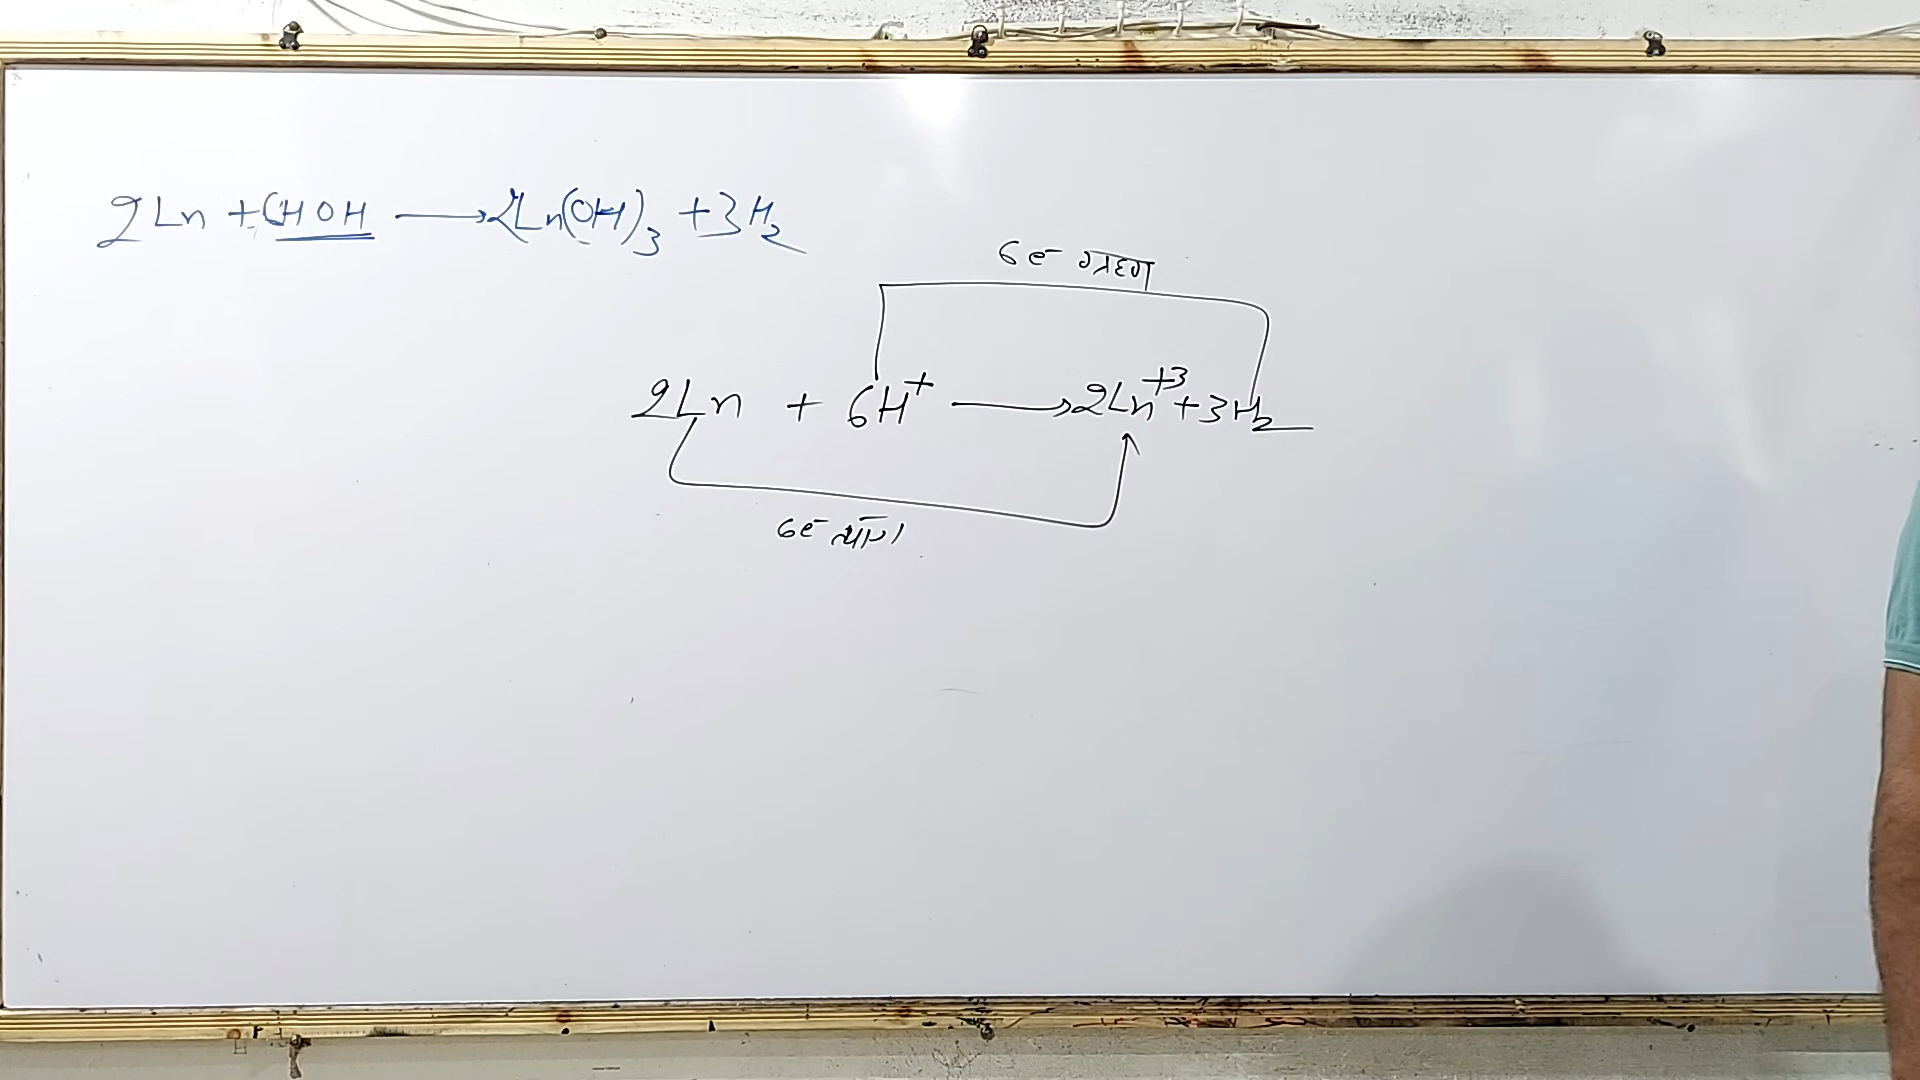 2Ln + 6HOH ⟶ 2Ln(OH)₃ + 3H₂
6e⁻ ग्रहण
2Ln + 6H⁺ ⟶ 2Ln⁺³ + 3H₂
6e⁻ त्याग